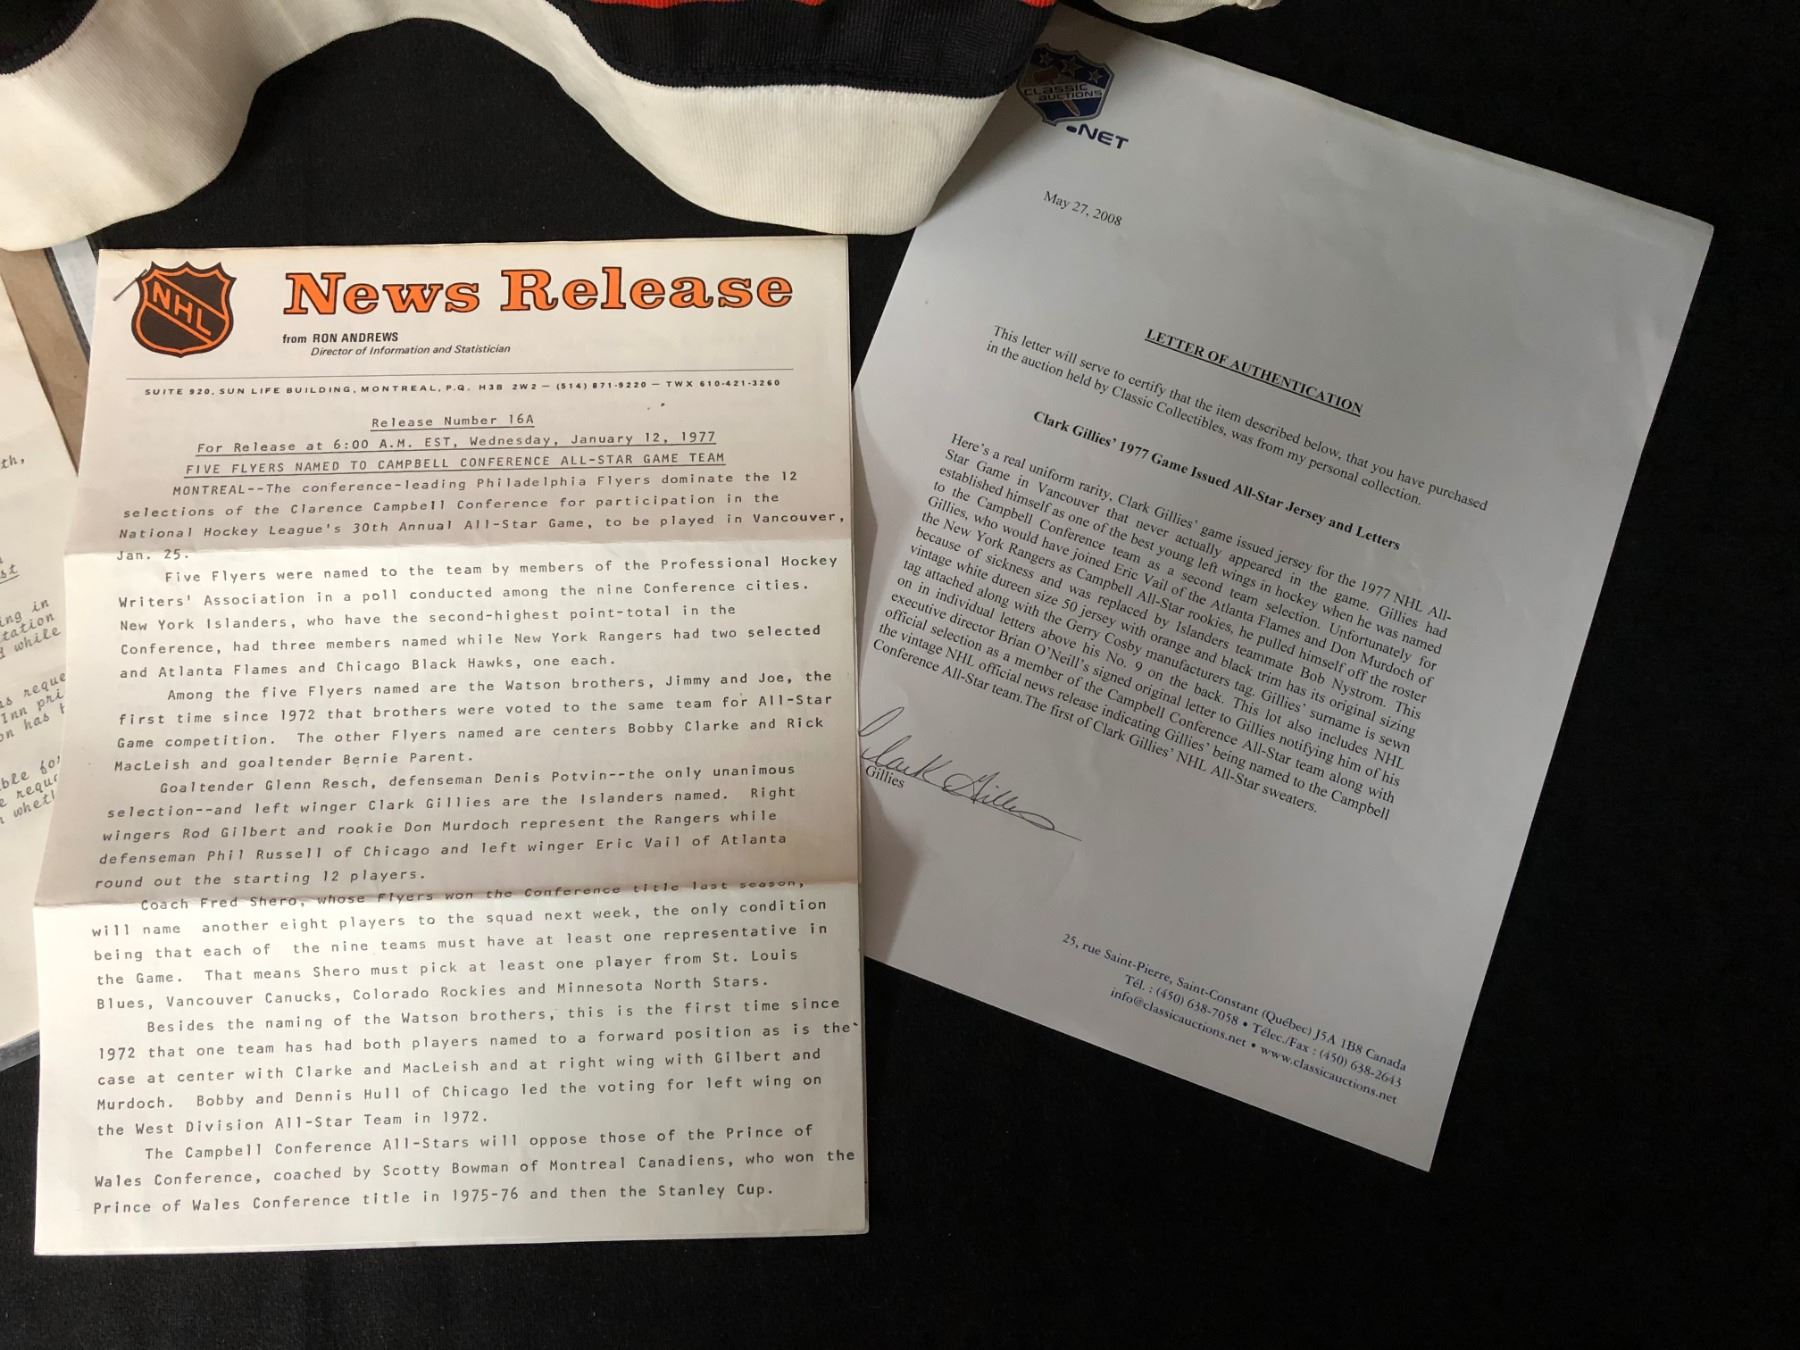 th,
st
ing in
tation
d while
as reque
Inn pri
on has t
ble for
e requ
n whet
NHL
News Release
from RON ANDREWS
Director of Information and Statistician
SUITE 920, SUN LIFE BUILDING, MONTREAL, P.Q. H3B 2W2 — (514) 871-9220 — TWX 610-421-3260
Release Number 16A
For Release at 6:00 A.M. EST, Wednesday, January 12, 1977
FIVE FLYERS NAMED TO CAMPBELL CONFERENCE ALL-STAR GAME TEAM
MONTREAL--The conference-leading Philadelphia Flyers dominate the 12
selections of the Clarence Campbell Conference for participation in the
National Hockey League's 30th Annual All-Star Game, to be played in Vancouver,
Jan. 25.
Five Flyers were named to the team by members of the Professional Hockey
Writers' Association in a poll conducted among the nine Conference cities.
New York Islanders, who have the second-highest point-total in the
Conference, had three members named while New York Rangers had two selected
and Atlanta Flames and Chicago Black Hawks, one each.
Among the five Flyers named are the Watson brothers, Jimmy and Joe, the
first time since 1972 that brothers were voted to the same team for All-Star
Game competition. The other Flyers named are centers Bobby Clarke and Rick
MacLeish and goaltender Bernie Parent.
Goaltender Glenn Resch, defenseman Denis Potvin--the only unanimous
selection--and left winger Clark Gillies are the Islanders named. Right
wingers Rod Gilbert and rookie Don Murdoch represent the Rangers while
defenseman Phil Russell of Chicago and left winger Eric Vail of Atlanta
round out the starting 12 players.
Coach Fred Shero, whose Flyers won the Conference title last season,
will name another eight players to the squad next week, the only condition
being that each of the nine teams must have at least one representative in
the Game. That means Shero must pick at least one player from St. Louis
Blues, Vancouver Canucks, Colorado Rockies and Minnesota North Stars.
Besides the naming of the Watson brothers, this is the first time since
1972 that one team has had both players named to a forward position as is the
case at center with Clarke and MacLeish and at right wing with Gilbert and
Murdoch. Bobby and Dennis Hull of Chicago led the voting for left wing on
the West Division All-Star Team in 1972.
The Campbell Conference All-Stars will oppose those of the Prince of
Wales Conference, coached by Scotty Bowman of Montreal Canadiens, who won the
Prince of Wales Conference title in 1975-76 and then the Stanley Cup.
CLASSIC
AUCTIONS
.NET
May 27, 2008
LETTER OF AUTHENTICATION
This letter will serve to certify that the item described below, that you have purchased
in the auction held by Classic Collectibles, was from my personal collection.
Clark Gillies' 1977 Game Issued All-Star Jersey and Letters
Here's a real uniform rarity, Clark Gillies' game issued jersey for the 1977 NHL All-
Star Game in Vancouver that never actually appeared in the game. Gillies had
established himself as one of the best young left wings in hockey when he was named
to the Campbell Conference team as a second team selection. Unfortunately for
Gillies, who would have joined Eric Vail of the Atlanta Flames and Don Murdoch of
the New York Rangers as Campbell All-Star rookies, he pulled himself off the roster
because of sickness and was replaced by Islanders teammate Bob Nystrom. This
vintage white dureen size 50 jersey with orange and black trim has its original sizing
tag attached along with the Gerry Cosby manufacturers tag. Gillies' surname is sewn
on in individual letters above his No. 9 on the back. This lot also includes NHL
executive director Brian O'Neill's signed original letter to Gillies notifying him of his
official selection as a member of the Campbell Conference All-Star team along with
the vintage NHL official news release indicating Gillies' being named to the Campbell
Conference All-Star team. The first of Clark Gillies' NHL All-Star sweaters.
Clark Gillies
Gillies
25, rue Saint-Pierre, Saint-Constant (Québec) J5A 1B8 Canada
Tél. : (450) 638-7058 • Télec./Fax : (450) 638-2643
info@classicauctions.net • www.classicauctions.net